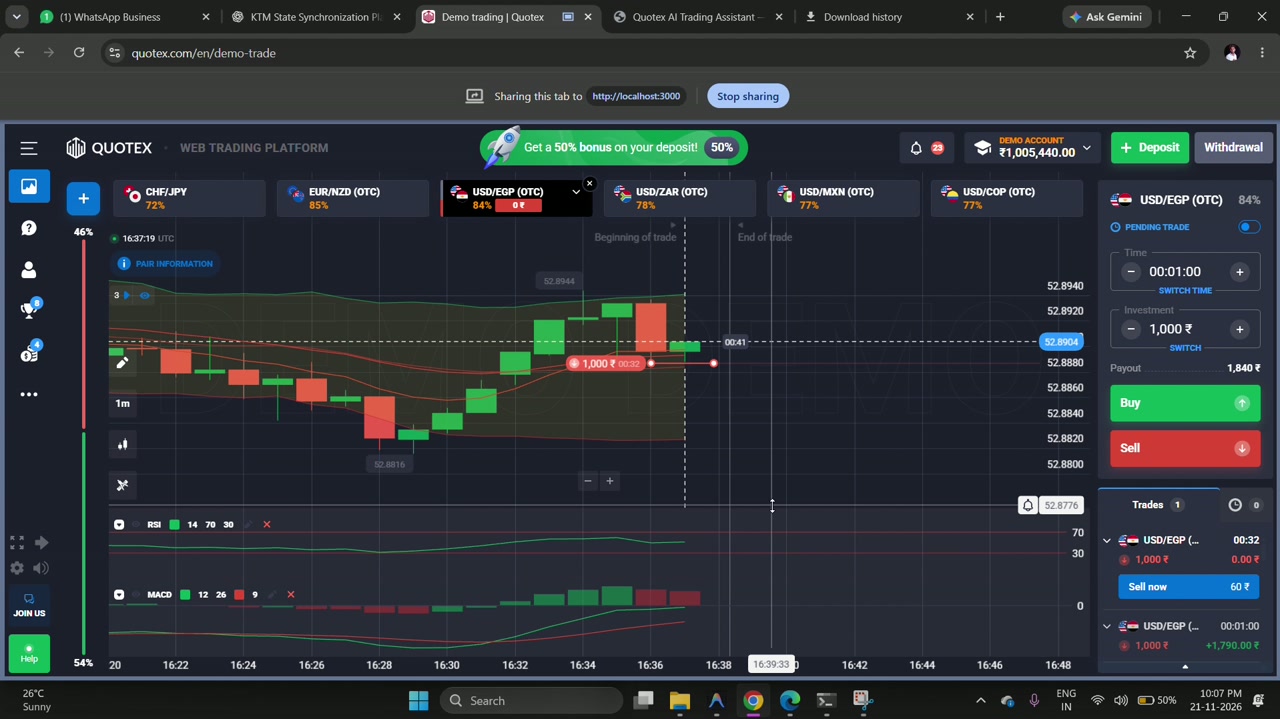 (1) WhatsApp Business
KTM State Synchronization Pl
Demo trading | Quotex
Quotex AI Trading Assistant —
Download history
Ask Gemini
quotex.com/en/demo-trade
Sharing this tab to http://localhost:3000
Stop sharing
QUOTEX
WEB TRADING PLATFORM
Get a 50% bonus on your deposit! 50%
23
DEMO ACCOUNT
₹1,005,440.00
+ Deposit
Withdrawal
+
CHF/JPY
72%
EUR/NZD (OTC)
85%
USD/EGP (OTC)
84% 0 ₹
USD/ZAR (OTC)
78%
USD/MXN (OTC)
77%
USD/COP (OTC)
77%
46%
16:37:19 UTC
PAIR INFORMATION
Beginning of trade
End of trade
3
52.8944
00:41
1,000 ₹ 00:32
52.8816
1m
8
4
JOIN US
Help
54%
52.8940
52.8920
52.8904
52.8880
52.8860
52.8840
52.8820
52.8800
52.8776
RSI 14 70 30
70
30
MACD 12 26 9
0
20 16:22 16:24 16:26 16:28 16:30 16:32 16:34 16:36 16:38 16:39:33 0 16:42 16:44 16:46 16:48
USD/EGP (OTC) 84%
PENDING TRADE
Time
− 00:01:00 +
SWITCH TIME
Investment
− 1,000 ₹ +
SWITCH
Payout 1,840 ₹
Buy
Sell
Trades 1
0
USD/EGP (... 00:32
1,000 ₹ 0.00 ₹
Sell now 60 ₹
USD/EGP (... 00:01:00
1,000 ₹ +1,790.00 ₹
26°C
Sunny
Search
ENG
IN
50%
10:07 PM
21-11-2026